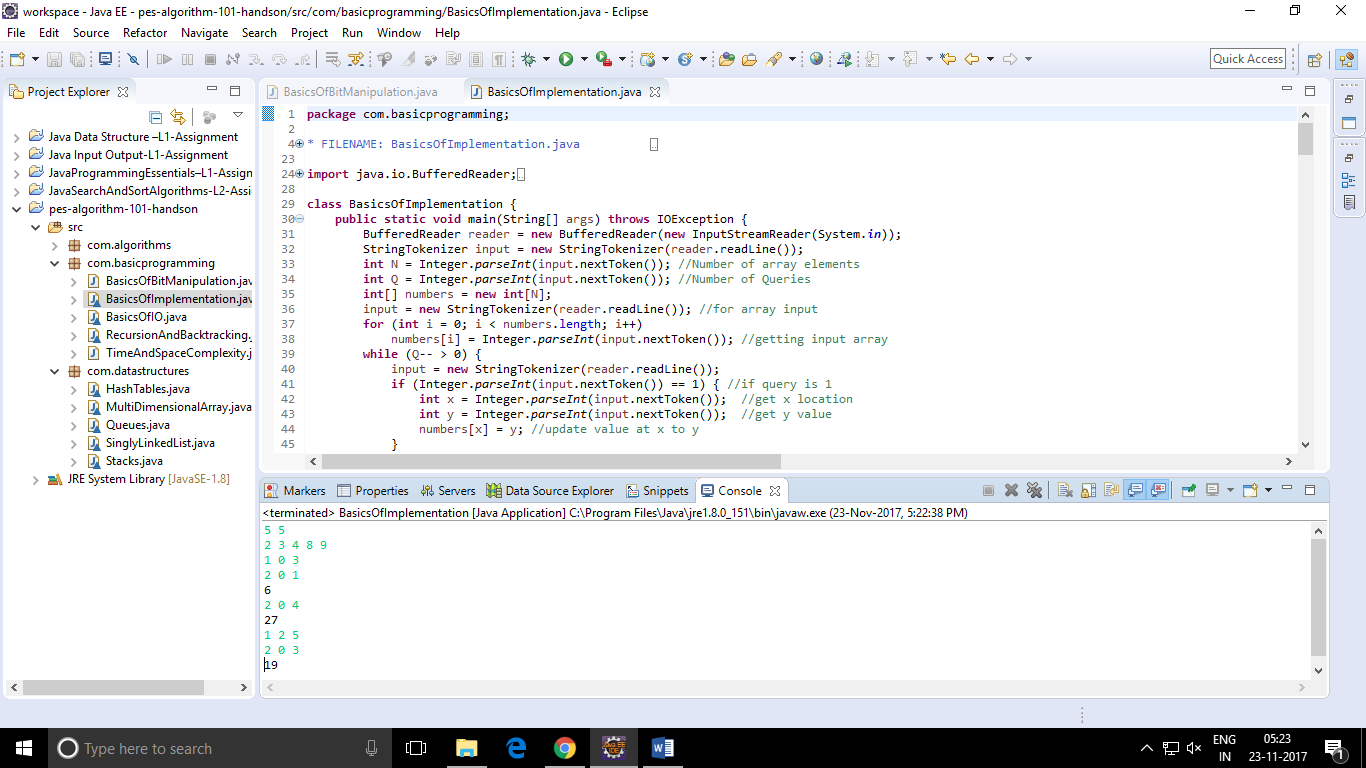 workspace - Java EE - pes-algorithm-101-handson/src/com/basicprogramming/BasicsOfImplementation.java - Eclipse
File Edit Source Refactor Navigate Search Project Run Window Help
Quick Access
Project Explorer
Java Data Structure –L1-Assignment
Java Input Output-L1-Assignment
JavaProgrammingEssentials–L1-Assign
JavaSearchAndSortAlgorithms-L2-Assi
pes-algorithm-101-handson
src
com.algorithms
com.basicprogramming
BasicsOfBitManipulation.jav
BasicsOfImplementation.jav
BasicsOfIO.java
RecursionAndBacktracking.
TimeAndSpaceComplexity.j
com.datastructures
HashTables.java
MultiDimensionalArray.java
Queues.java
SinglyLinkedList.java
Stacks.java
JRE System Library [JavaSE-1.8]
BasicsOfBitManipulation.java BasicsOfImplementation.java
1 package com.basicprogramming;
2
4 * FILENAME: BasicsOfImplementation.java
23
24 import java.io.BufferedReader;
28
29 class BasicsOfImplementation {
30 public static void main(String[] args) throws IOException {
31 BufferedReader reader = new BufferedReader(new InputStreamReader(System.in));
32 StringTokenizer input = new StringTokenizer(reader.readLine());
33 int N = Integer.parseInt(input.nextToken()); //Number of array elements
34 int Q = Integer.parseInt(input.nextToken()); //Number of Queries
35 int[] numbers = new int[N];
36 input = new StringTokenizer(reader.readLine()); //for array input
37 for (int i = 0; i < numbers.length; i++)
38 numbers[i] = Integer.parseInt(input.nextToken()); //getting input array
39 while (Q-- > 0) {
40 input = new StringTokenizer(reader.readLine());
41 if (Integer.parseInt(input.nextToken()) == 1) { //if query is 1
42 int x = Integer.parseInt(input.nextToken()); //get x location
43 int y = Integer.parseInt(input.nextToken()); //get y value
44 numbers[x] = y; //update value at x to y
45 }
Markers Properties Servers Data Source Explorer Snippets Console
<terminated> BasicsOfImplementation [Java Application] C:\Program Files\Java\jre1.8.0_151\bin\javaw.exe (23-Nov-2017, 5:22:38 PM)
5 5
2 3 4 8 9
1 0 3
2 0 1
6
2 0 4
27
1 2 5
2 0 3
19
Type here to search
ENG
IN
05:23
23-11-2017
1